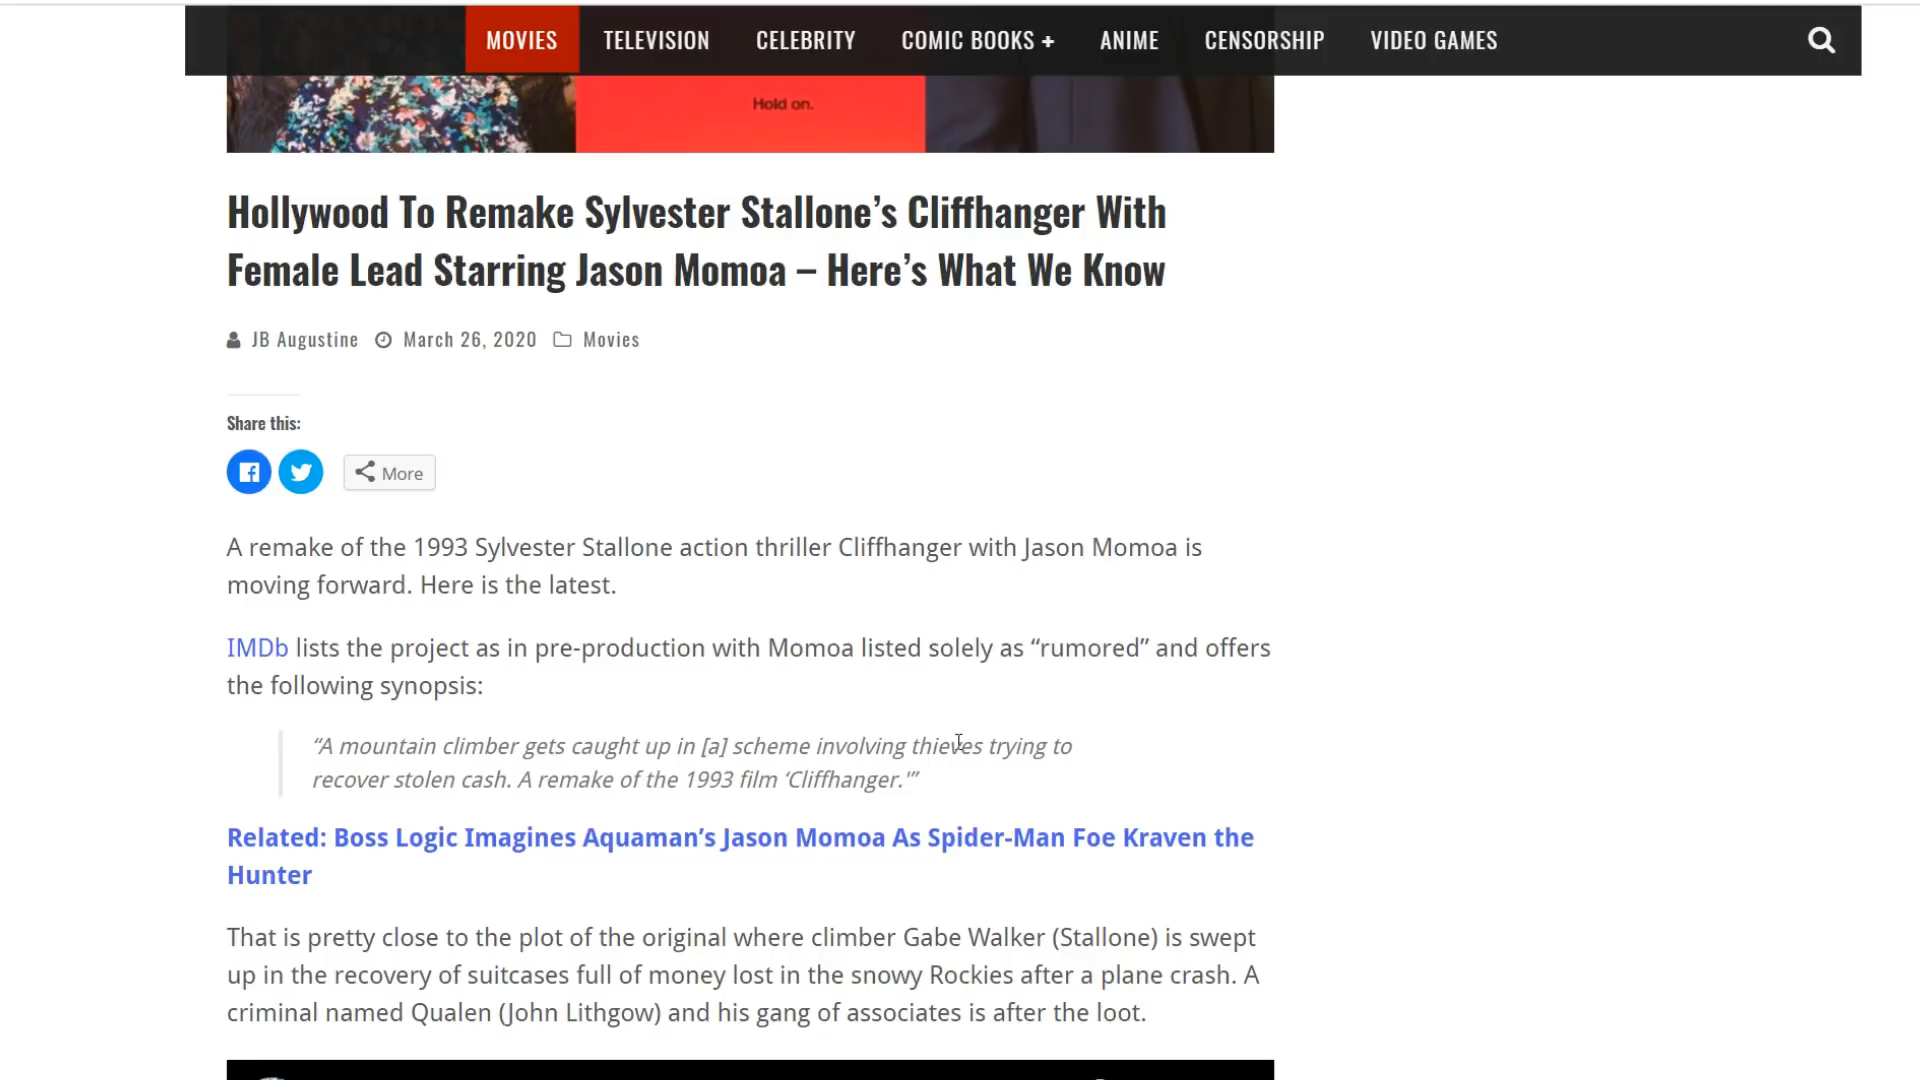 MOVIES TELEVISION CELEBRITY COMIC BOOKS + ANIME CENSORSHIP VIDEO GAMES
Hold on.
Hollywood To Remake Sylvester Stallone’s Cliffhanger With
Female Lead Starring Jason Momoa – Here’s What We Know
JB Augustine March 26, 2020 Movies
Share this:
More
A remake of the 1993 Sylvester Stallone action thriller Cliffhanger with Jason Momoa is
moving forward. Here is the latest.
IMDb lists the project as in pre-production with Momoa listed solely as “rumored” and offers
the following synopsis:
“A mountain climber gets caught up in [a] scheme involving thieves trying to
recover stolen cash. A remake of the 1993 film ‘Cliffhanger.'”
Related: Boss Logic Imagines Aquaman’s Jason Momoa As Spider-Man Foe Kraven the
Hunter
That is pretty close to the plot of the original where climber Gabe Walker (Stallone) is swept
up in the recovery of suitcases full of money lost in the snowy Rockies after a plane crash. A
criminal named Qualen (John Lithgow) and his gang of associates is after the loot.